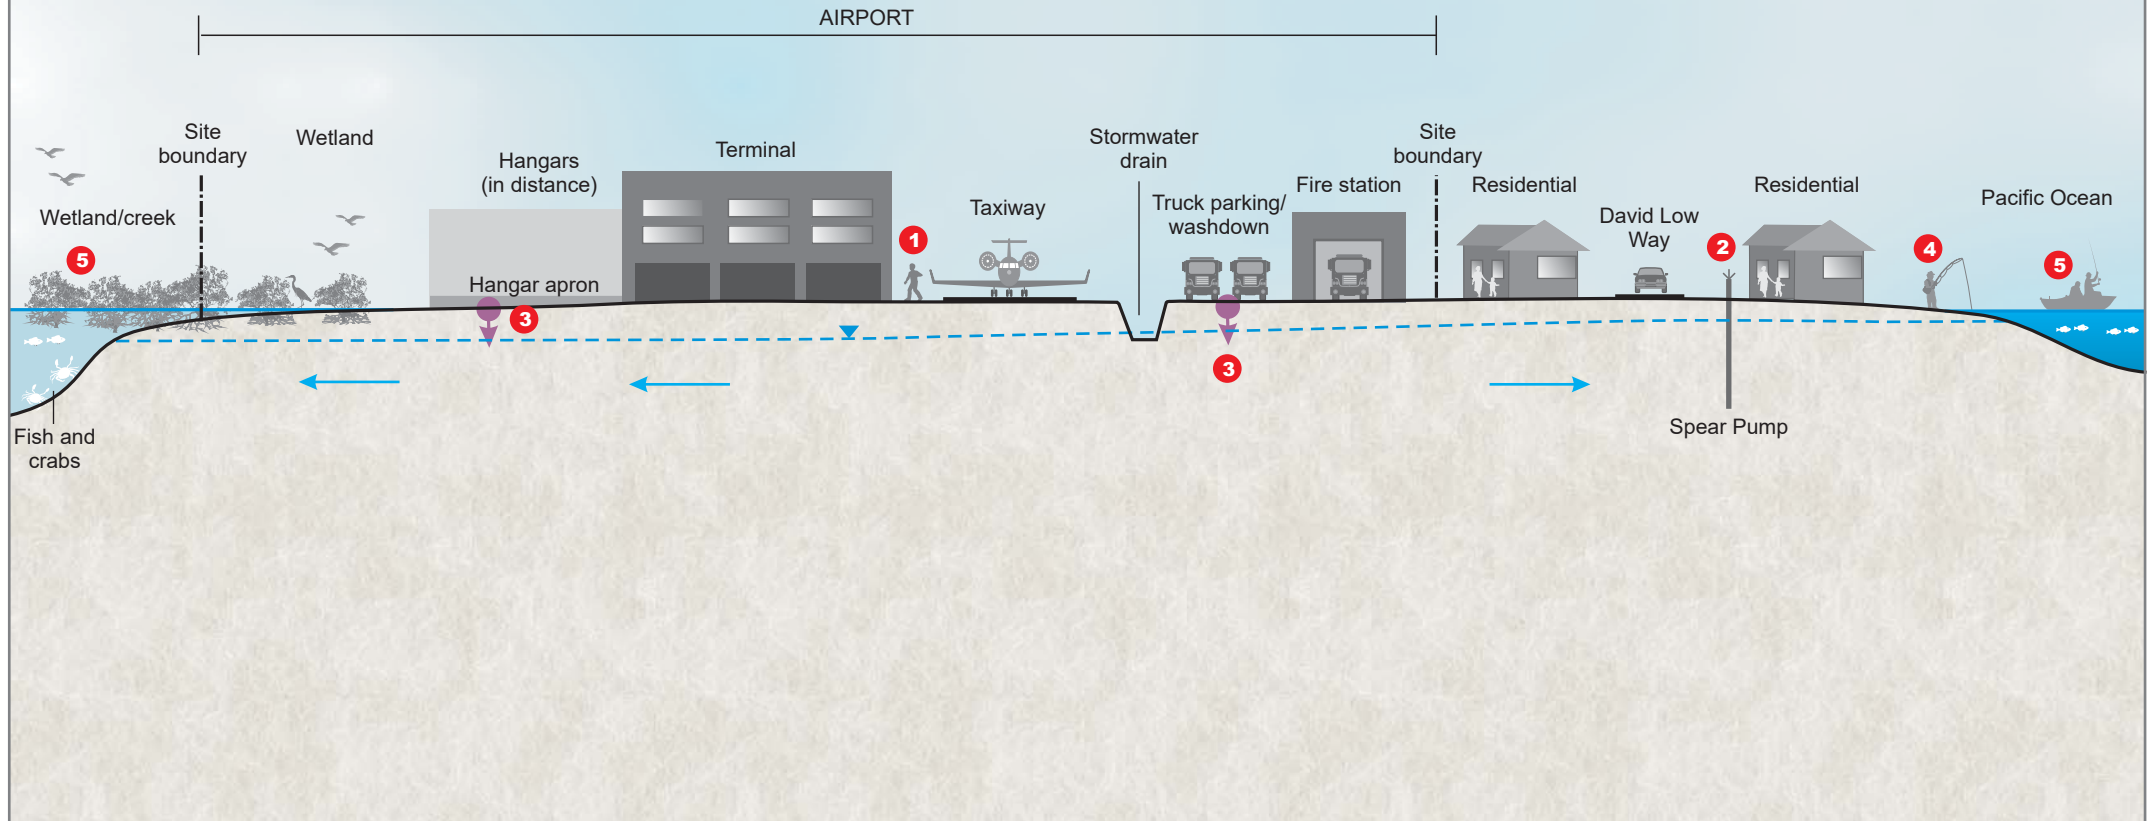 AIRPORT
Site
boundary
Wetland
Hangars
(in distance)
Terminal
Stormwater
drain
Site
boundary
Wetland/creek
Taxiway
Truck parking/
washdown
Fire station
Residential
David Low
Way
Residential
Pacific Ocean
5
1
2
4
5
Hangar apron
3
3
Fish and
crabs
Spear Pump